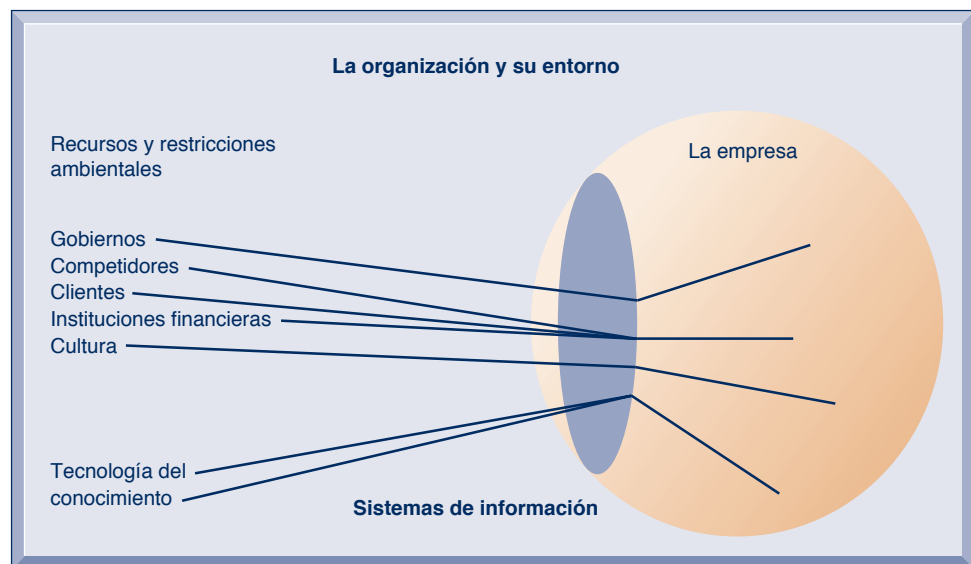 La organización y su entorno
Recursos y restricciones
ambientales
La empresa
Gobiernos
Competidores
Clientes
Instituciones financieras
Cultura
Tecnología del
conocimiento
Sistemas de información